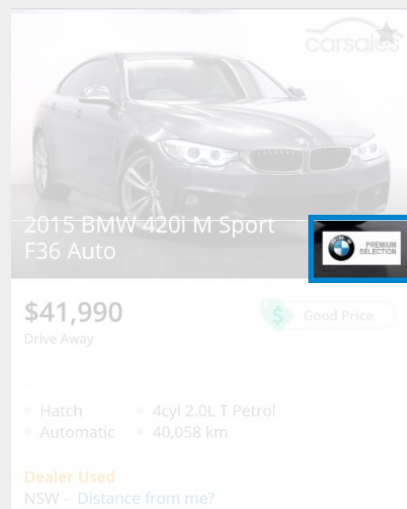 carsales
2015 BMW 420i M Sport
F36 Auto
BMW
PREMIUM
SELECTION
$41,990
$
Good Price
Drive Away
Hatch
4cyl 2.0L T Petrol
Automatic
40,058 km
Dealer Used
NSW - Distance from me?